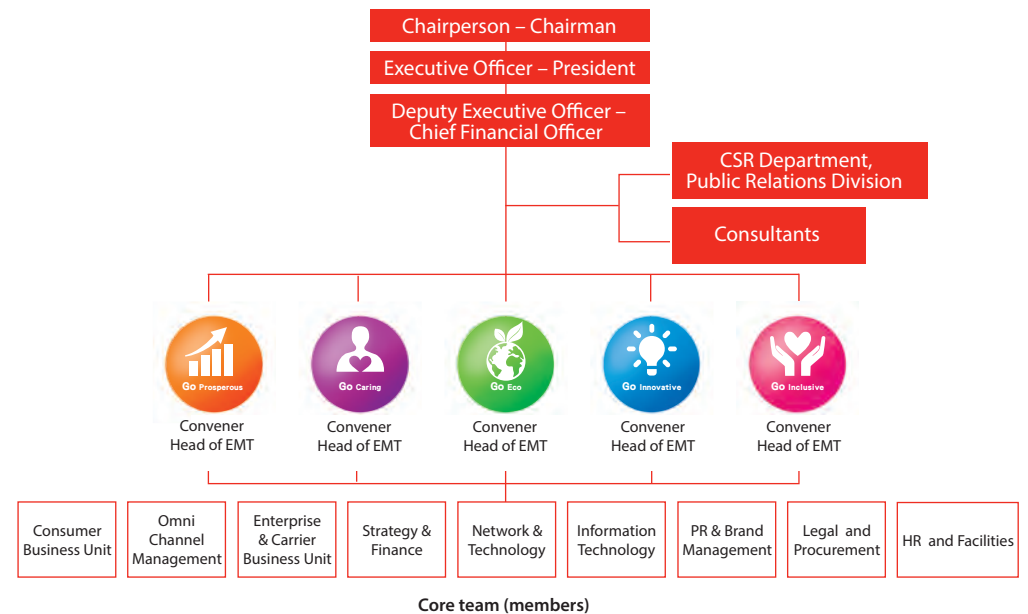 Chairperson – Chairman
Executive Officer – President
Deputy Executive Officer –
Chief Financial Officer
CSR Department,
Public Relations Division
Consultants
Go Prosperous
Go Caring
Go Eco
Go Innovative
Go Inclusive
Convener
Head of EMT
Convener
Head of EMT
Convener
Head of EMT
Convener
Head of EMT
Convener
Head of EMT
Consumer
Business Unit
Omni
Channel
Management
Enterprise
& Carrier
Business Unit
Strategy &
Finance
Network &
Technology
Information
Technology
PR & Brand
Management
Legal and
Procurement
HR and Facilities
Core team (members)